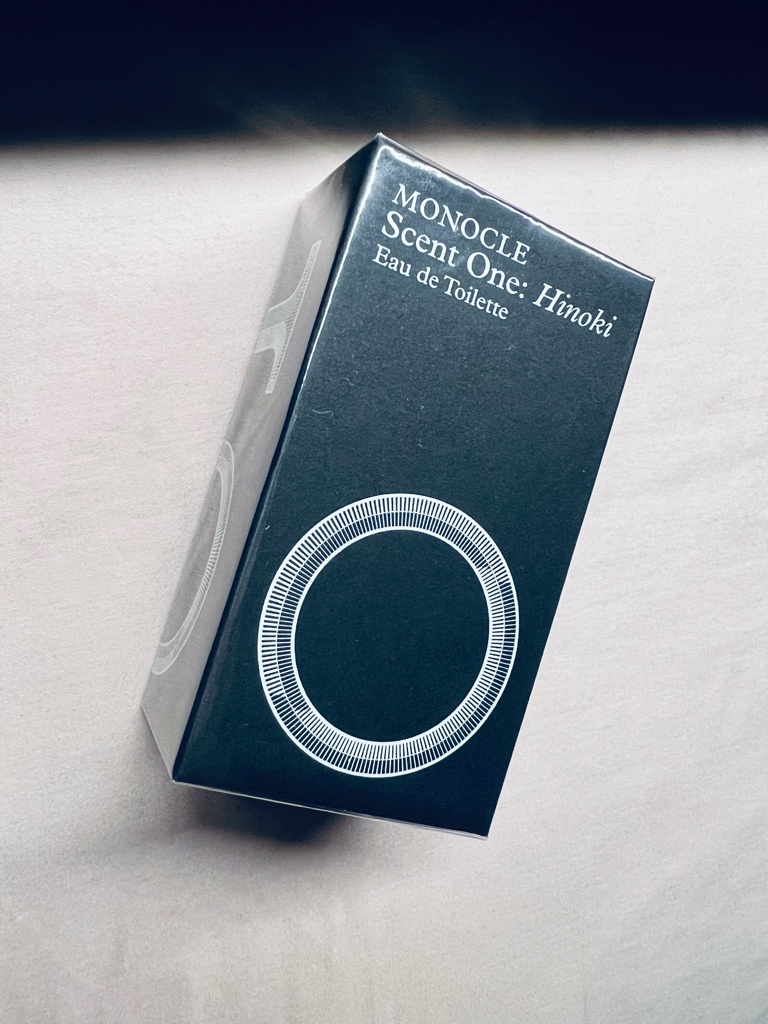 MONOCLE
Scent One: Hinoki
Eau de Toilette